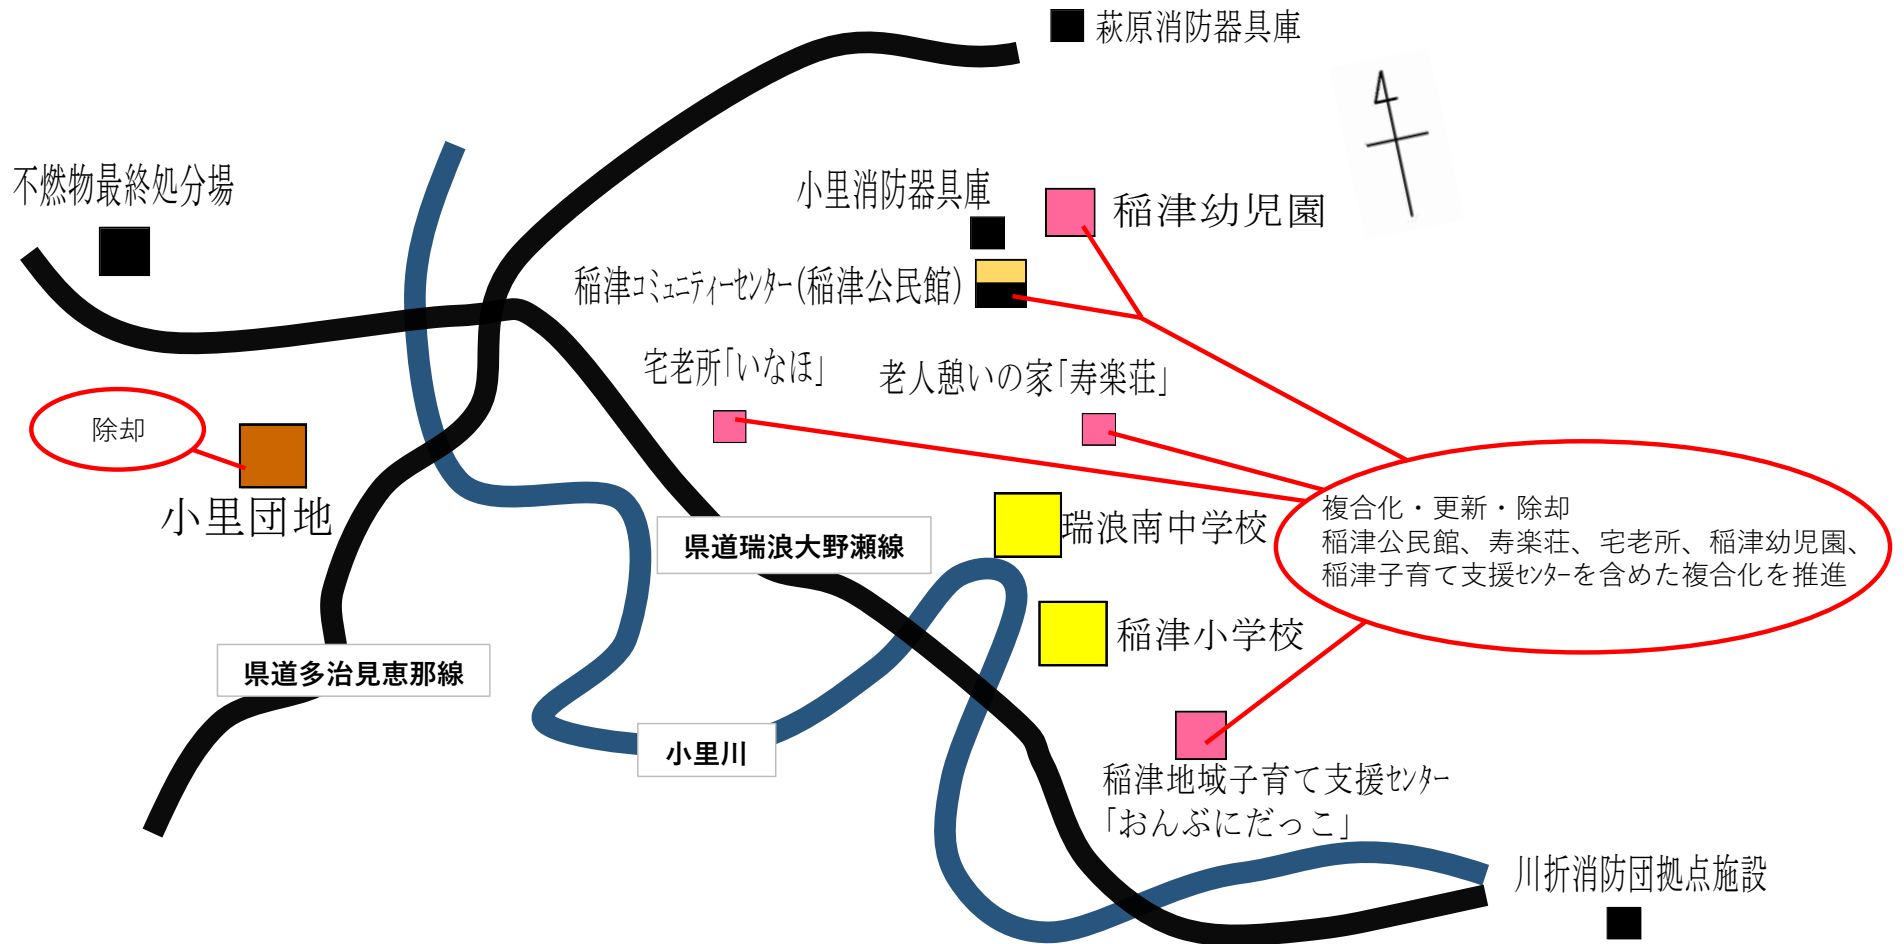 萩原消防器具庫
不燃物最終処分場
小里消防器具庫
稲津幼児園
稲津ｺﾐｭﾆﾃｨｰｾﾝﾀｰ(稲津公民館)
宅老所「いなほ」
老人憩いの家「寿楽荘」
除却
小里団地
複合化・更新・除却
稲津公民館、寿楽荘、宅老所、稲津幼児園、
稲津子育て支援ｾﾝﾀｰを含めた複合化を推進
瑞浪南中学校
県道瑞浪大野瀬線
稲津小学校
県道多治見恵那線
小里川
稲津地域子育て支援ｾﾝﾀｰ
「おんぶにだっこ」
川折消防団拠点施設